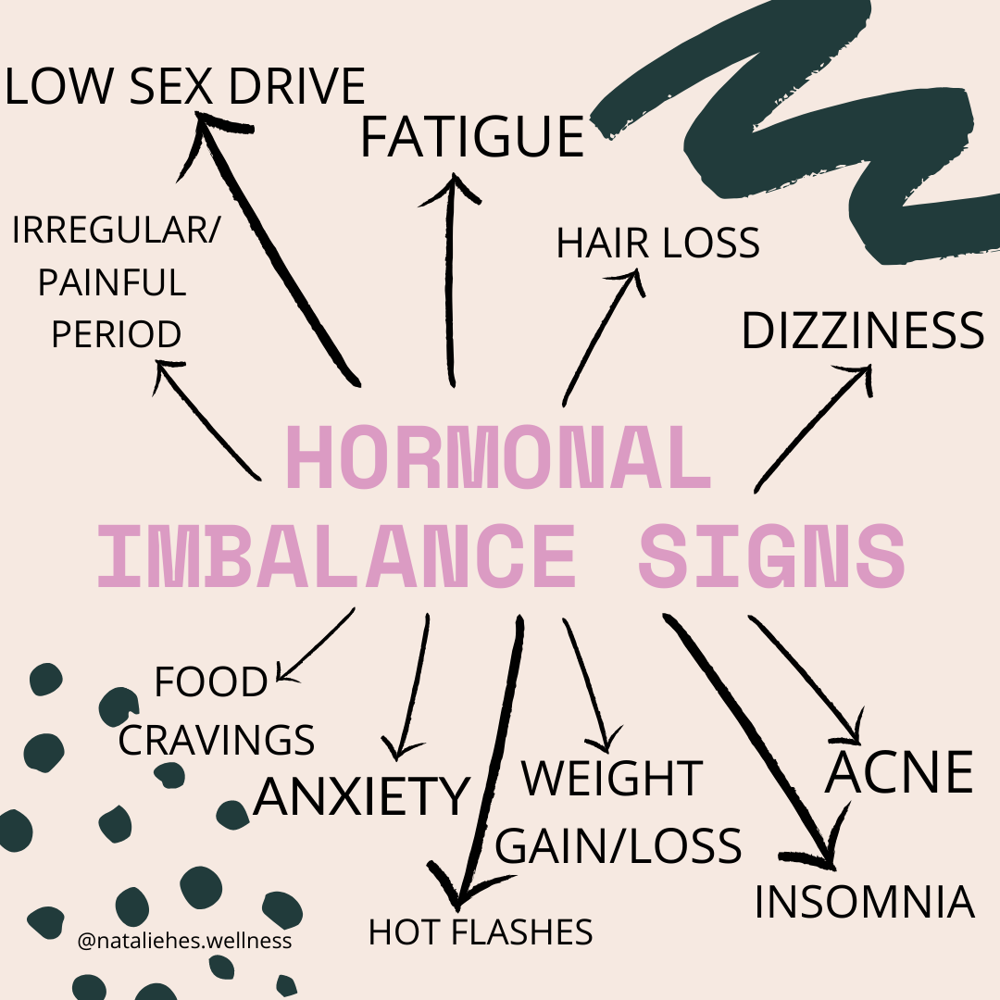 LOW SEX DRIVE
FATIGUE
IRREGULAR/
PAINFUL
PERIOD
HAIR LOSS
DIZZINESS
HORMONAL
IMBALANCE SIGNS
FOOD
CRAVINGS
ANXIETY
WEIGHT
GAIN/LOSS
ACNE
INSOMNIA
HOT FLASHES
@nataliehes.wellness